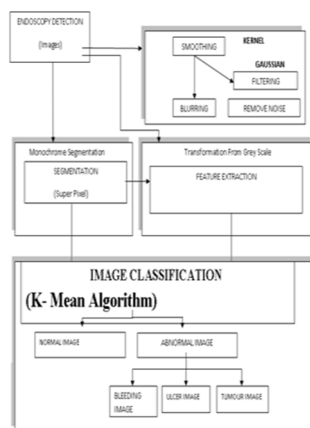 ENDOSCOPY DETECTION
(Images)
SMOOTHING
KERNEL
GAUSSIAN
FILTERING
BLURRING
REMOVE NOISE
Monochrome Segmentation
SEGMENTATION
(Super Pixel)
Transformation From Grey Scale
FEATURE EXTRACTION
IMAGE CLASSIFICATION
(K- Mean Algorithm)
NORMAL IMAGE
ABNORMAL IMAGE
BLEEDING
IMAGE
ULCER IMAGE
TUMOUR IMAGE